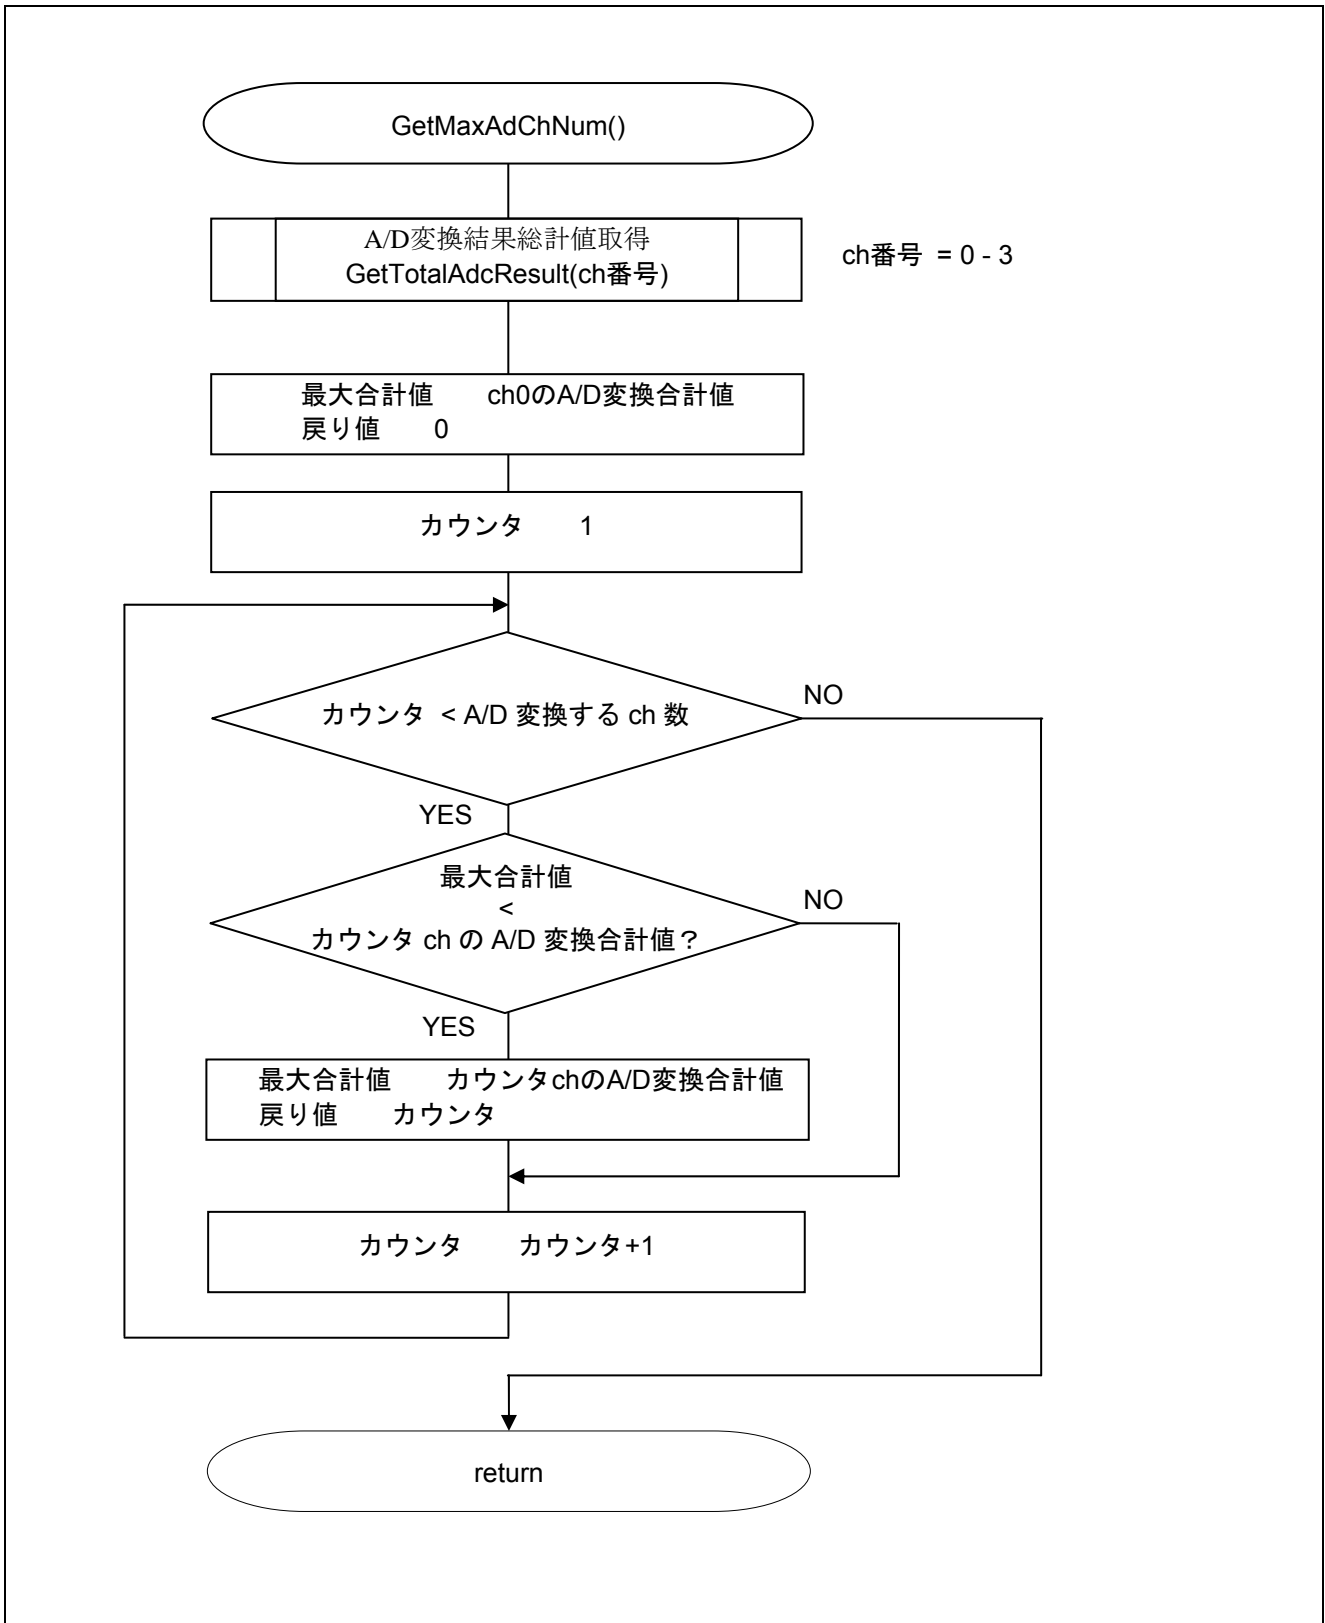 GetMaxAdChNum()
A/D変換結果総計値取得
GetTotalAdcResult(ch番号)
ch番号 = 0 - 3
最大合計値 ch0のA/D変換合計値
戻り値 0
カウンタ 1
カウンタ < A/D 変換する ch 数
NO
YES
最大合計値
<
カウンタ ch の A/D 変換合計値？
NO
YES
最大合計値 カウンタchのA/D変換合計値
戻り値 カウンタ
カウンタ カウンタ+1
return